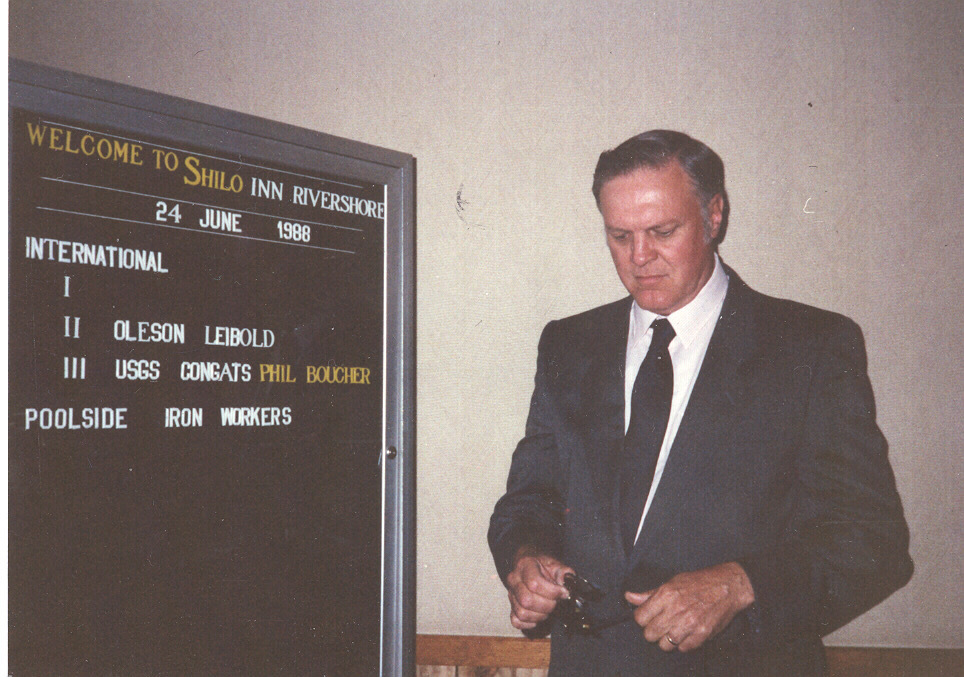 WELCOME TO SHILO INN RIVERSHORE
24 JUNE 1988
INTERNATIONAL
I
II OLESON LEIBOLD
III USGS CONGATS PHIL BOUCHER
POOLSIDE IRON WORKERS